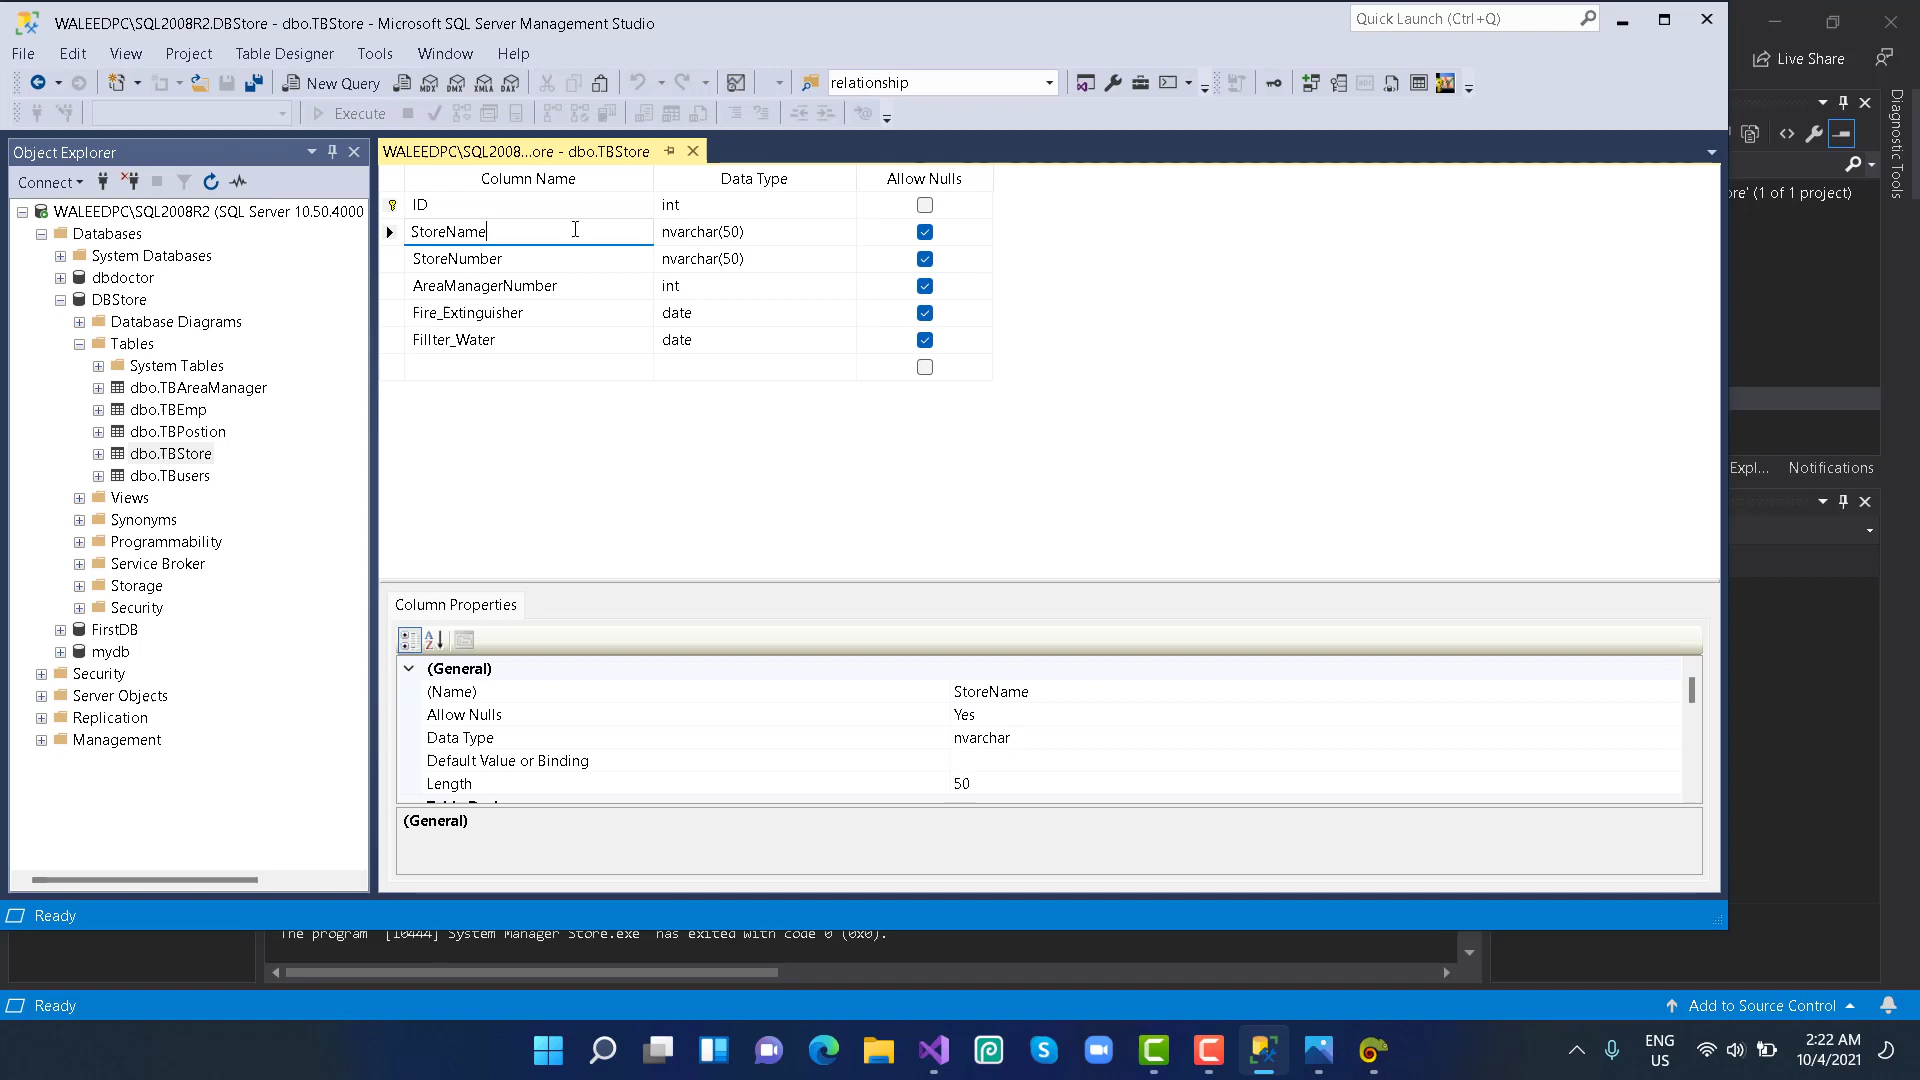 WALEEDPC\SQL2008R2.DBStore - dbo.TBStore - Microsoft SQL Server Management Studio
Quick Launch (Ctrl+Q)
File Edit View Project Table Designer Tools Window Help
Live Share
New Query
MDX DMX XMLA DAX
relationship
Execute
Diagnostic Tools
Object Explorer
WALEEDPC\SQL2008...ore - dbo.TBStore
Connect
Column Name Data Type Allow Nulls
ore' (1 of 1 project)
WALEEDPC\SQL2008R2 (SQL Server 10.50.4000
ID int
Databases
StoreName nvarchar(50)
System Databases
StoreNumber nvarchar(50)
dbdoctor
AreaManagerNumber int
DBStore
Fire_Extinguisher date
Database Diagrams
Fillter_Water date
Tables
System Tables
dbo.TBAreaManager
dbo.TBEmp
dbo.TBPostion
dbo.TBStore
dbo.TBusers
Expl... Notifications
Views
Synonyms
Programmability
Service Broker
Storage
Security
FirstDB
mydb
Security
Server Objects
Replication
Management
Column Properties
(General)
(Name) StoreName
Allow Nulls Yes
Data Type nvarchar
Default Value or Binding
Length 50
(General)
Ready
The program '[10444] System Manager Store.exe' has exited with code 0 (0x0).
Ready
Add to Source Control
ENG
US
2:22 AM
10/4/2021